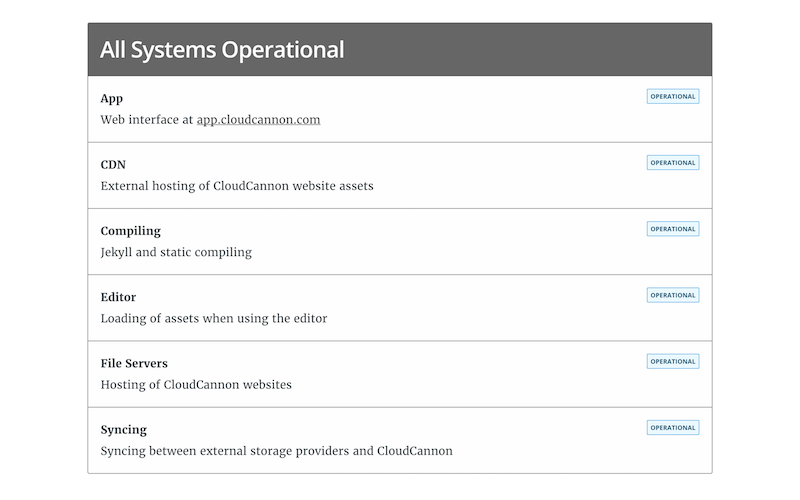 All Systems Operational
App
OPERATIONAL
Web interface at app.cloudcannon.com
CDN
OPERATIONAL
External hosting of CloudCannon website assets
Compiling
OPERATIONAL
Jekyll and static compiling
Editor
OPERATIONAL
Loading of assets when using the editor
File Servers
OPERATIONAL
Hosting of CloudCannon websites
Syncing
OPERATIONAL
Syncing between external storage providers and CloudCannon